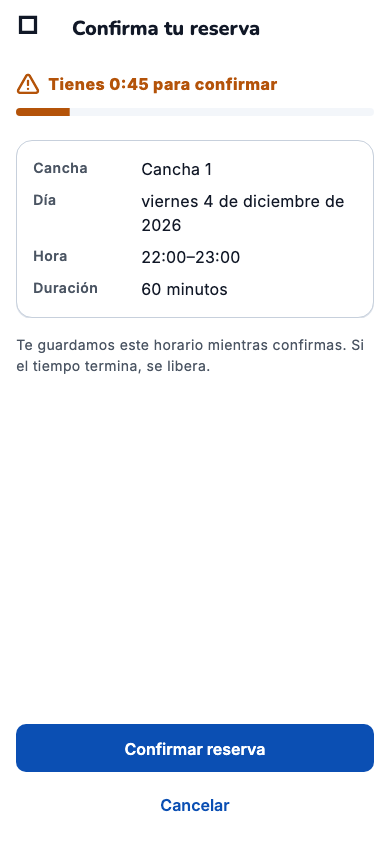 Confirma tu reserva
Tienes 0:45 para confirmar
Cancha Cancha 1
Día viernes 4 de diciembre de
2026
Hora 22:00–23:00
Duración 60 minutos
Te guardamos este horario mientras confirmas. Si
el tiempo termina, se libera.
Confirmar reserva
Cancelar